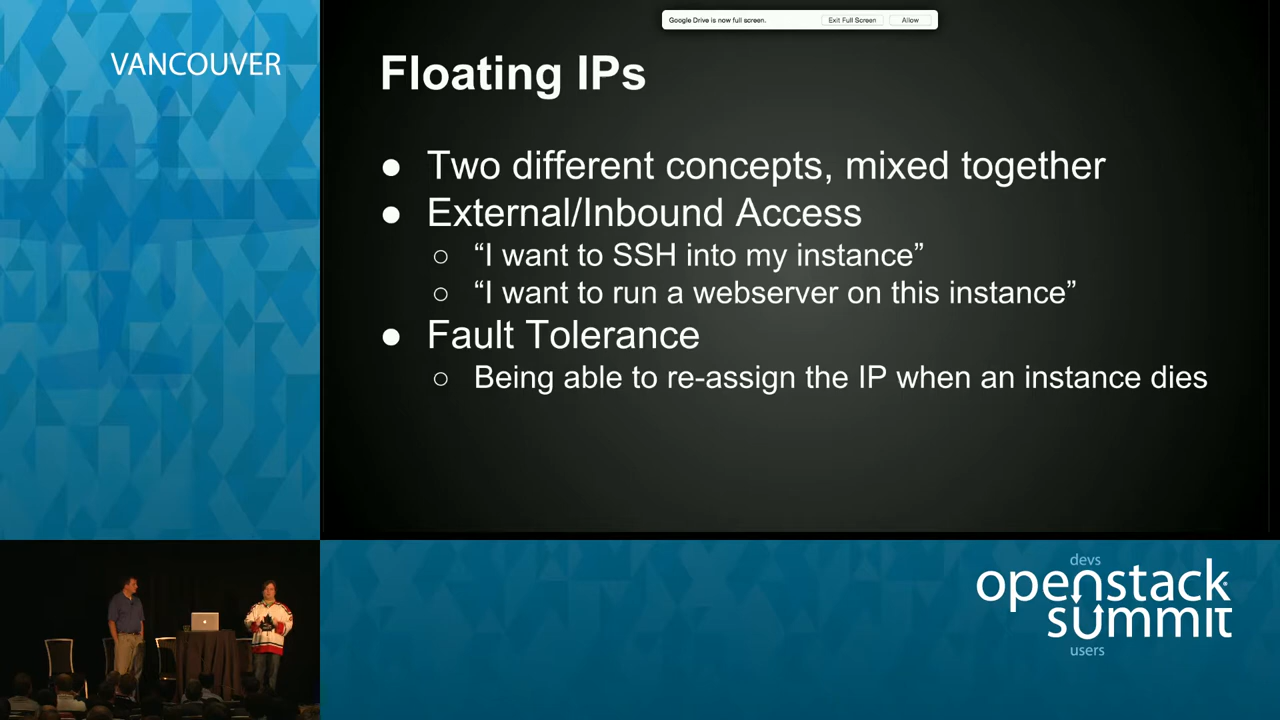 VANCOUVER
Google Drive is now full screen.
Exit Full Screen
Allow
Floating IPs
● Two different concepts, mixed together
● External/Inbound Access
○ “I want to SSH into my instance”
○ “I want to run a webserver on this instance”
● Fault Tolerance
○ Being able to re-assign the IP when an instance dies
devs
openstack
summit
users